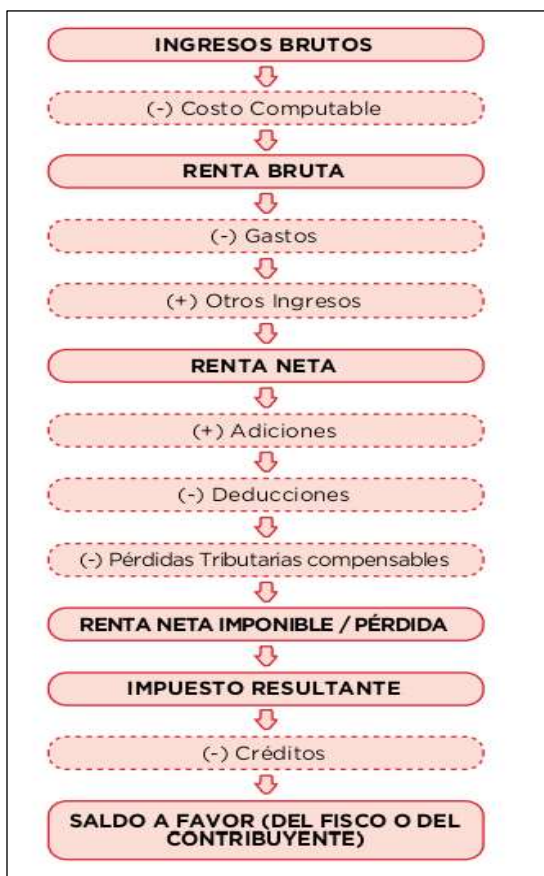 INGRESOS BRUTOS
(-) Costo Computable
RENTA BRUTA
(-) Gastos
(+) Otros Ingresos
RENTA NETA
(+) Adiciones
(-) Deducciones
(-) Pérdidas Tributarias compensables
RENTA NETA IMPONIBLE / PÉRDIDA
IMPUESTO RESULTANTE
(-) Créditos
SALDO A FAVOR (DEL FISCO O DEL
CONTRIBUYENTE)